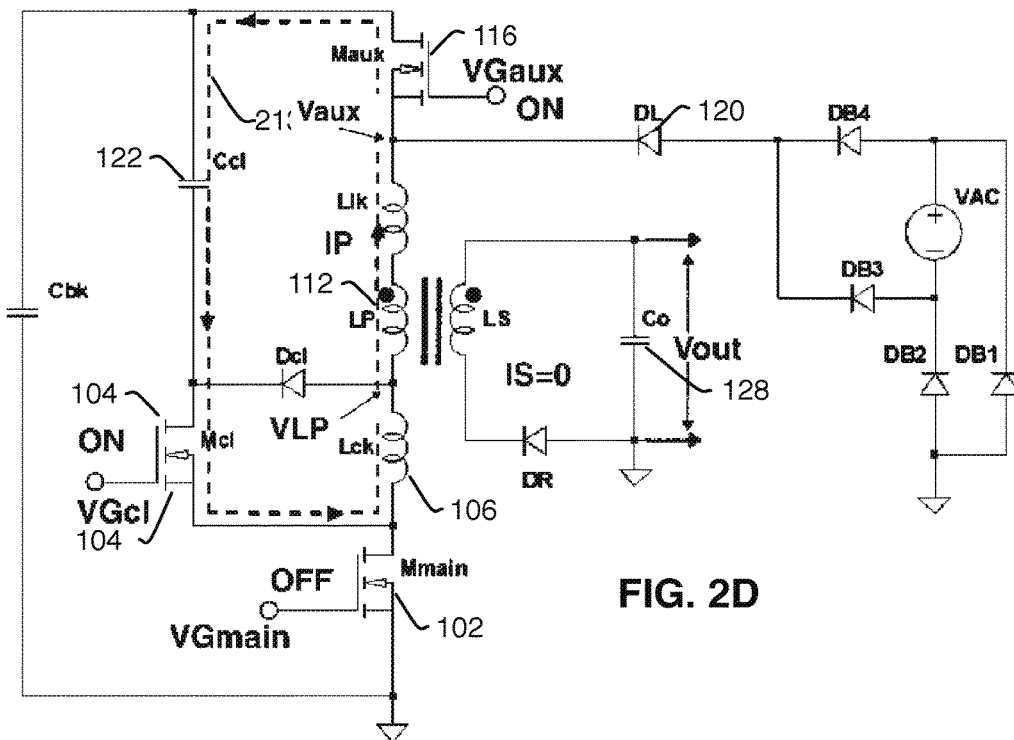 116
Mauk
VGaux
ON
213
Vaux
DL
120
DB4
122
Ccl
Llk
VAC
IP
Cbk
112
LP
LS
Co
DB3
Vout
Dcl
IS=0
128
DB2
DB1
104
VLP
ON
Mcl
Lck
DR
VGcl
104
106
OFF
Mmain
FIG. 2D
VGmain
102